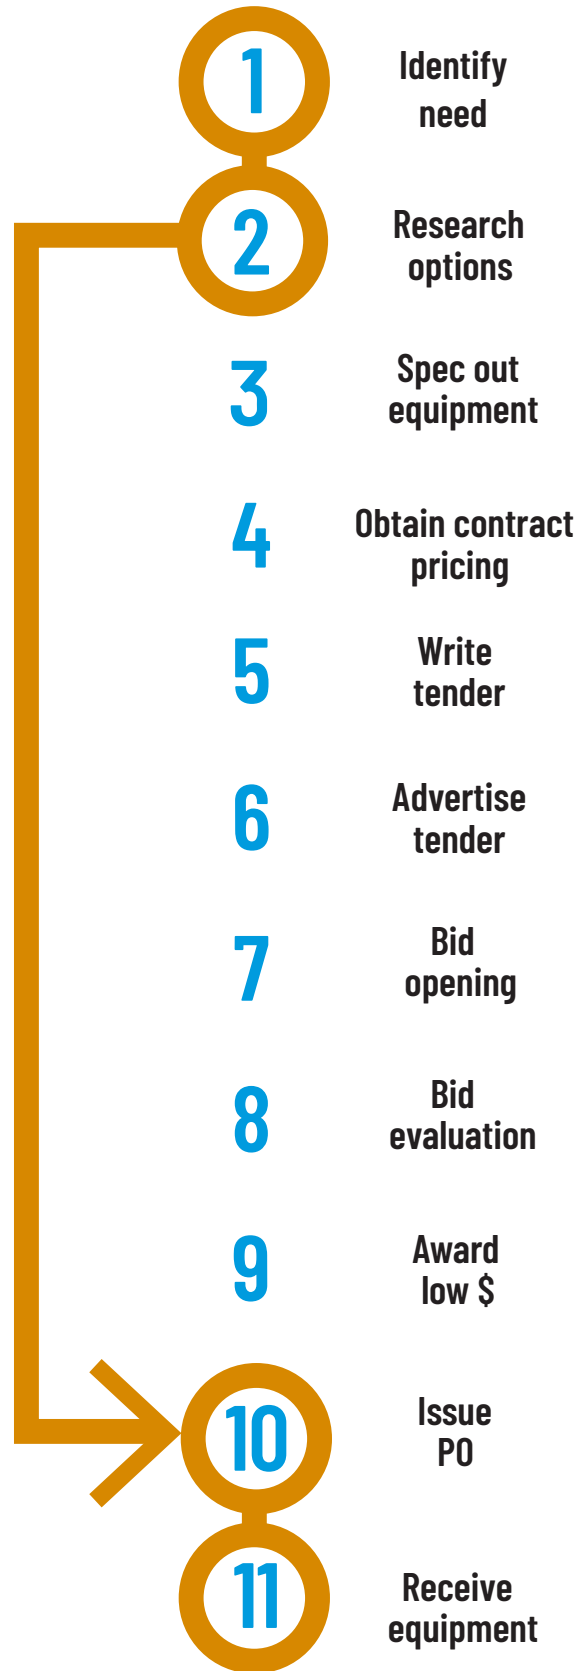 1
Identify
need
2
Research
options
3
Spec out
equipment
4
Obtain contract
pricing
5
Write
tender
6
Advertise
tender
7
Bid
opening
8
Bid
evaluation
9
Award
low $
10
Issue
PO
11
Receive
equipment